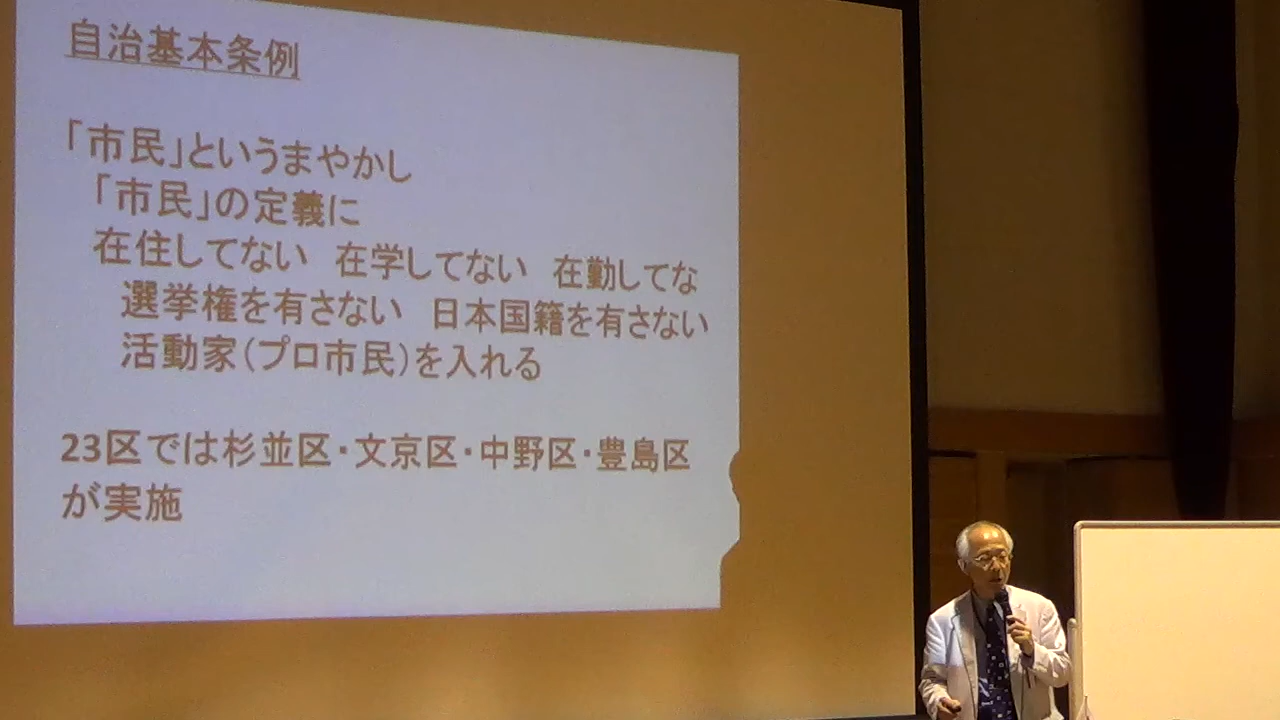 自治基本条例
「市民」というまやかし
「市民」の定義に
在住してない 在学してない 在勤してな
選挙権を有さない 日本国籍を有さない
活動家（プロ市民）を入れる
23区では杉並区・文京区・中野区・豊島区
が実施